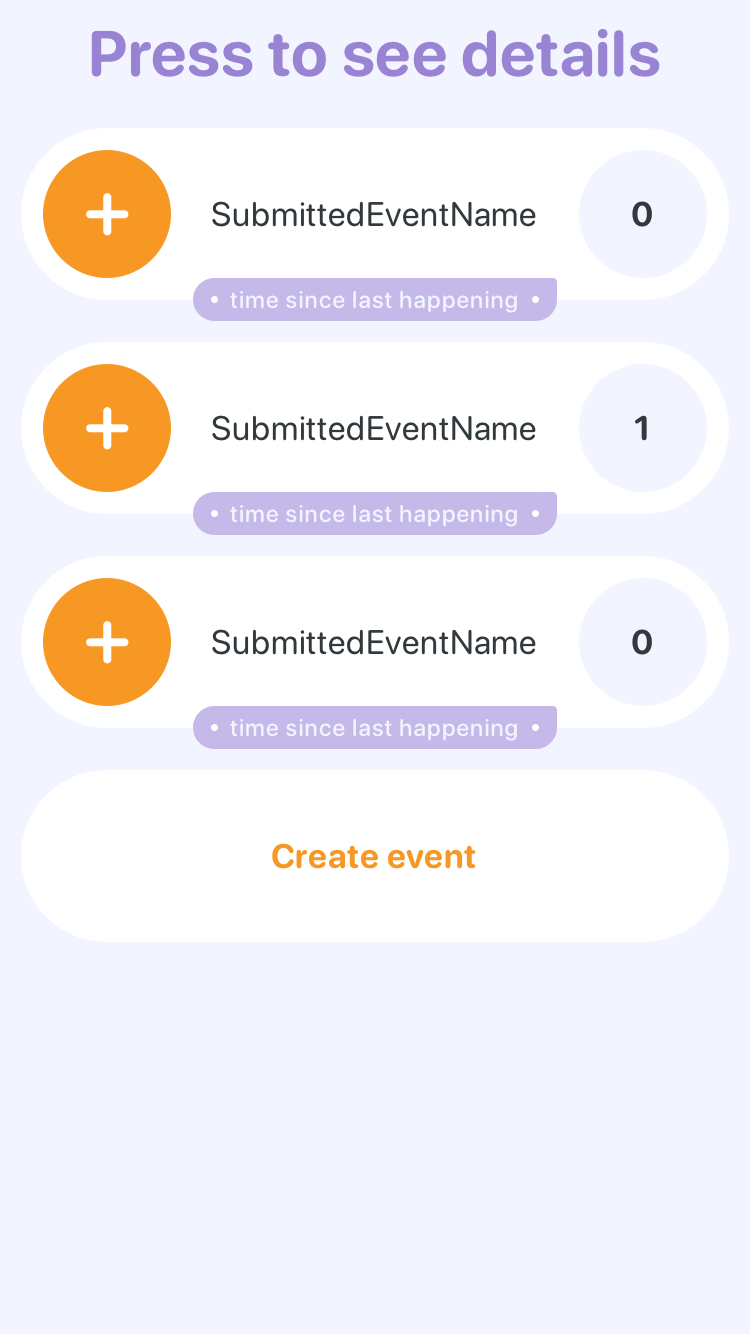 Press to see details
SubmittedEventName 0
• time since last happening •
SubmittedEventName 1
• time since last happening •
SubmittedEventName 0
• time since last happening •
Create event